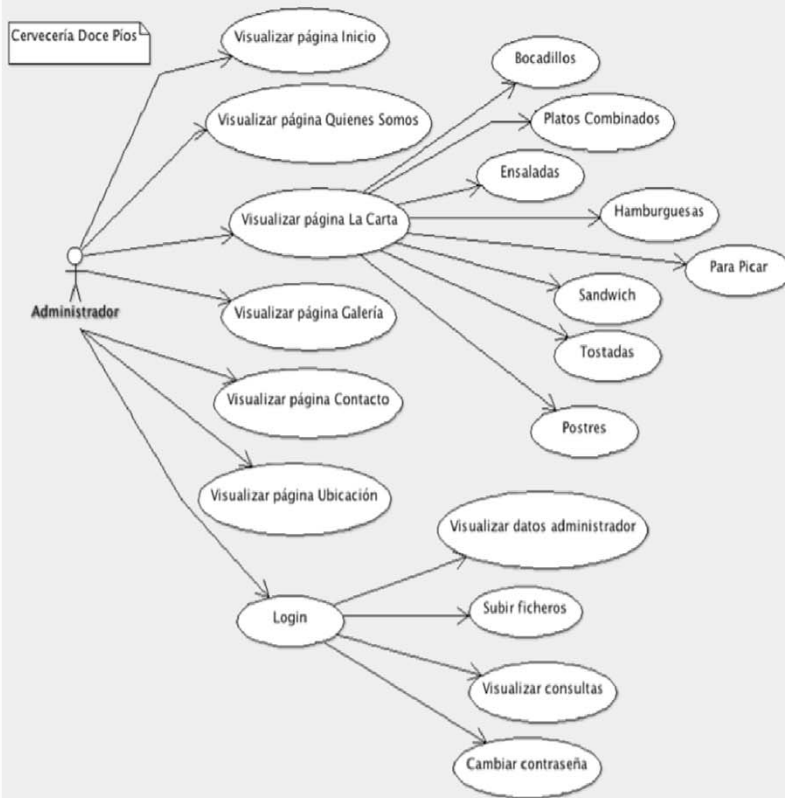 Cervecería Doce Píos
Visualizar página Inicio
Bocadillos
Visualizar página Quienes Somos
Platos Combinados
Ensaladas
Visualizar página La Carta
Hamburguesas
Para Picar
Sandwich
Administrador
Visualizar página Galería
Tostadas
Visualizar página Contacto
Postres
Visualizar página Ubicación
Visualizar datos administrador
Login
Subir ficheros
Visualizar consultas
Cambiar contraseña